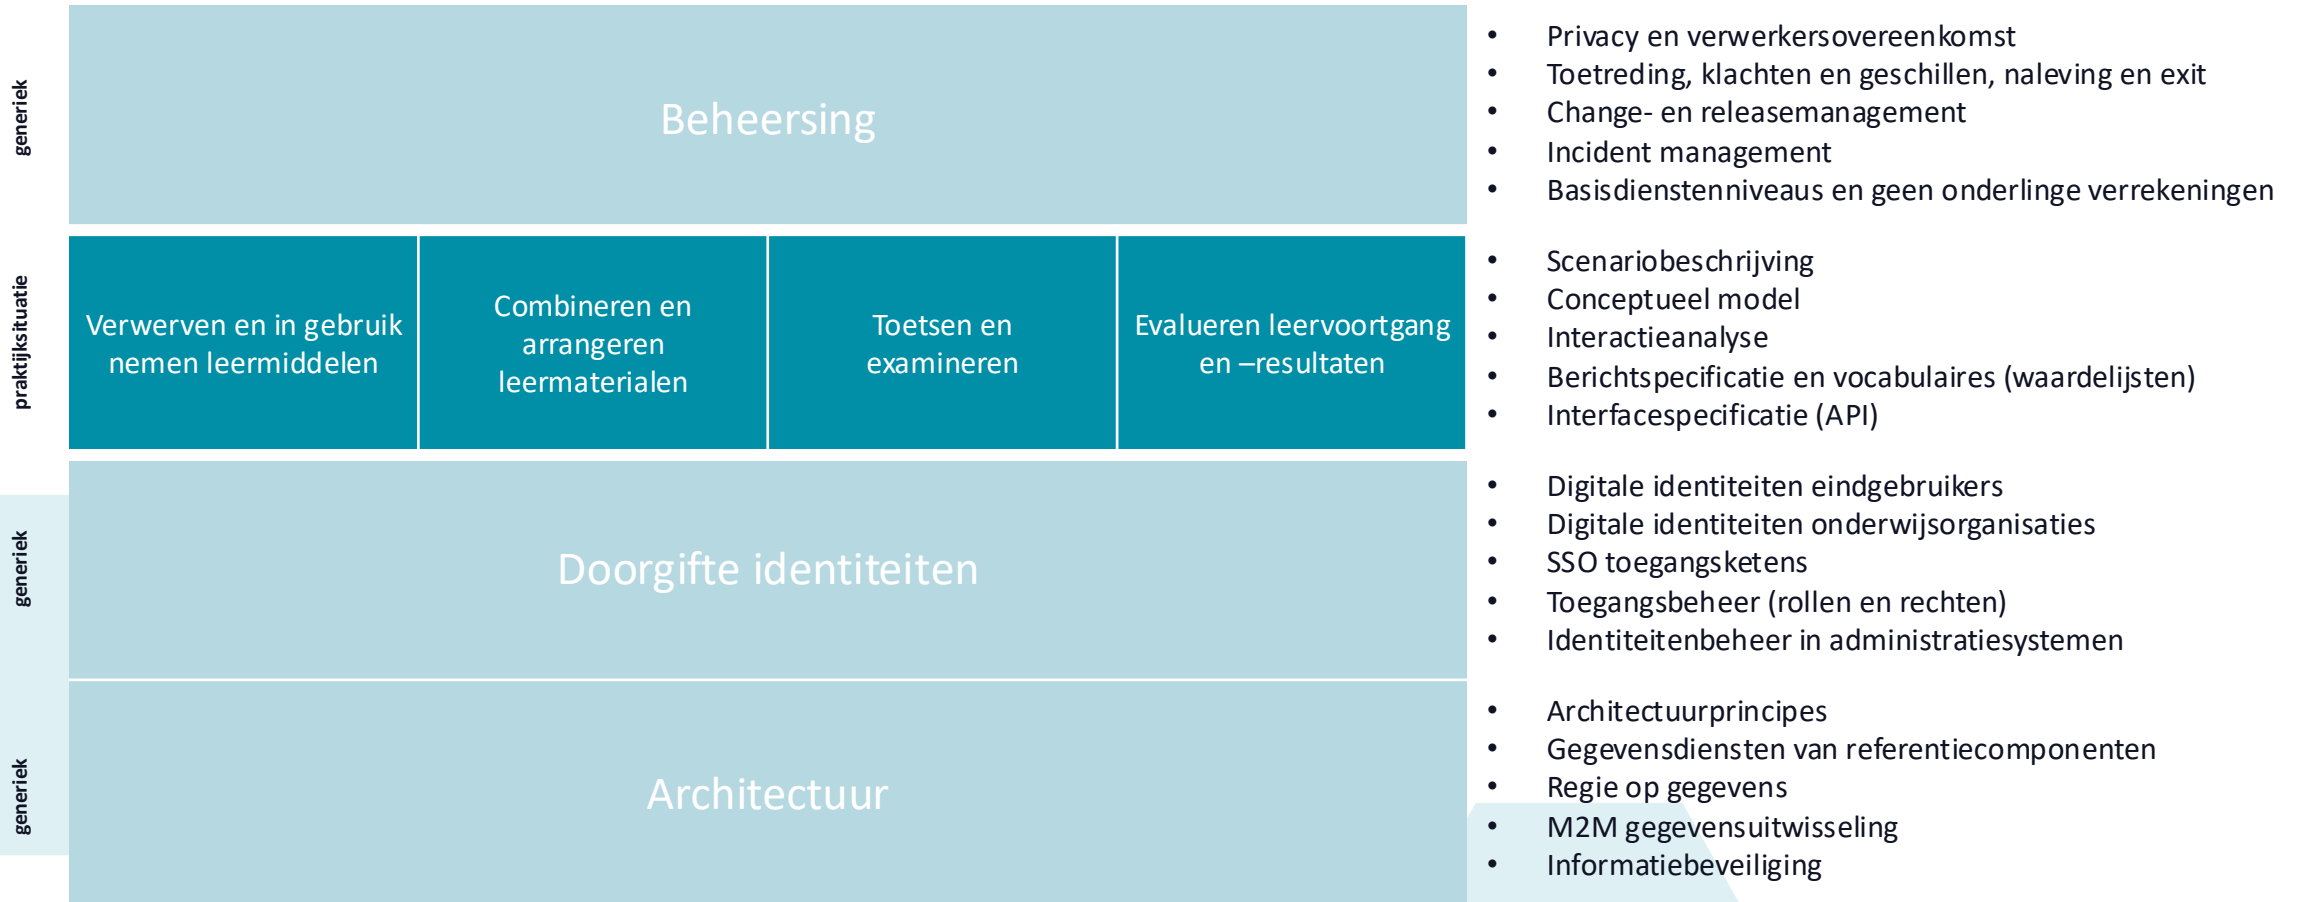 generiek
Beheersing
• Privacy en verwerkersovereenkomst
• Toetreding, klachten en geschillen, naleving en exit
• Change- en releasemanagement
• Incident management
• Basisdienstenniveaus en geen onderlinge verrekeningen
praktijksituatie
Verwerven en in gebruik
nemen leermiddelen
Combineren en
arrangeren
leermaterialen
Toetsen en
examineren
Evalueren leervoortgang
en –resultaten
• Scenariobeschrijving
• Conceptueel model
• Interactieanalyse
• Berichtspecificatie en vocabulaires (waardelijsten)
• Interfacespecificatie (API)
generiek
Doorgifte identiteiten
• Digitale identiteiten eindgebruikers
• Digitale identiteiten onderwijsorganisaties
• SSO toegangsketens
• Toegangsbeheer (rollen en rechten)
• Identiteitenbeheer in administratiesystemen
generiek
Architectuur
• Architectuurprincipes
• Gegevensdiensten van referentiecomponenten
• Regie op gegevens
• M2M gegevensuitwisseling
• Informatiebeveiliging